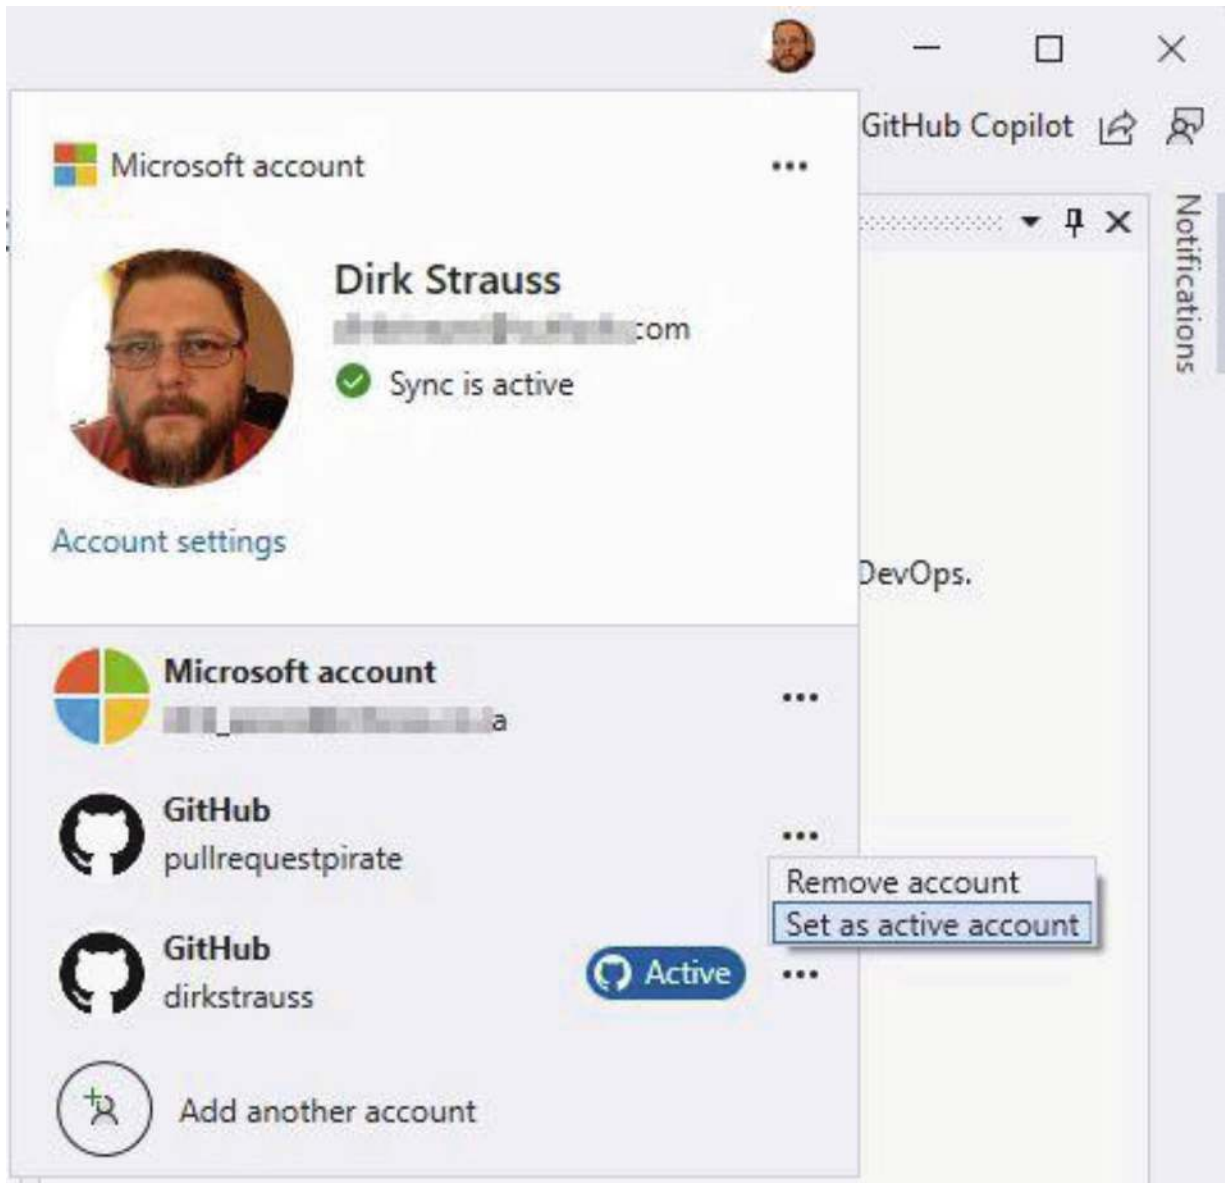 GitHub Copilot
Microsoft account
Notifications
Dirk Strauss
com
Sync is active
Account settings
DevOps.
Microsoft account
a
GitHub
pullrequestpirate
Remove account
Set as active account
GitHub
dirkstrauss
Active
Add another account